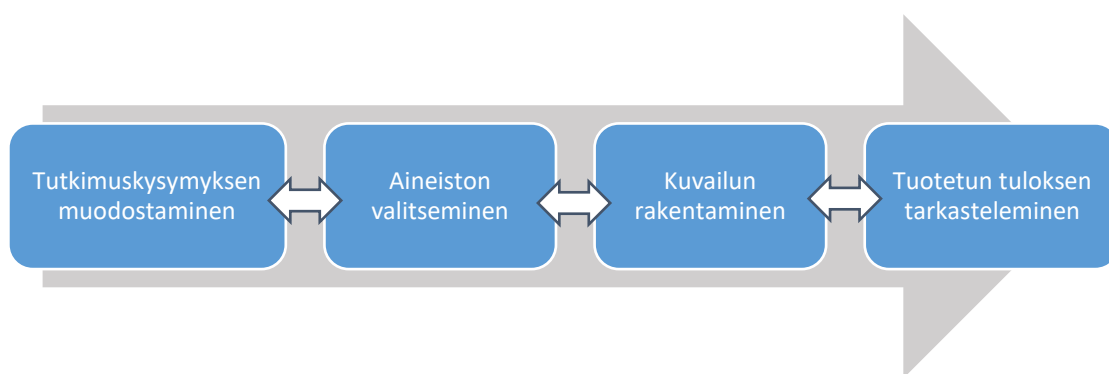 Tutkimuskysymyksen
muodostaminen
Aineiston
valitseminen
Kuvailun
rakentaminen
Tuotetun tuloksen
tarkasteleminen